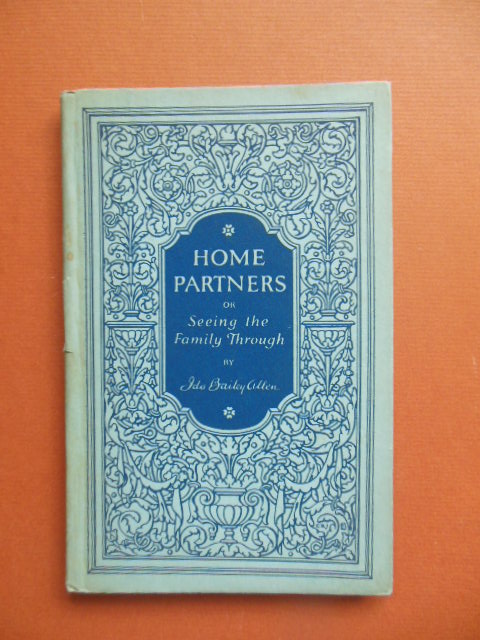 HOME
PARTNERS
OR
Seeing the
Family Through
BY
Ida Bailey Allen